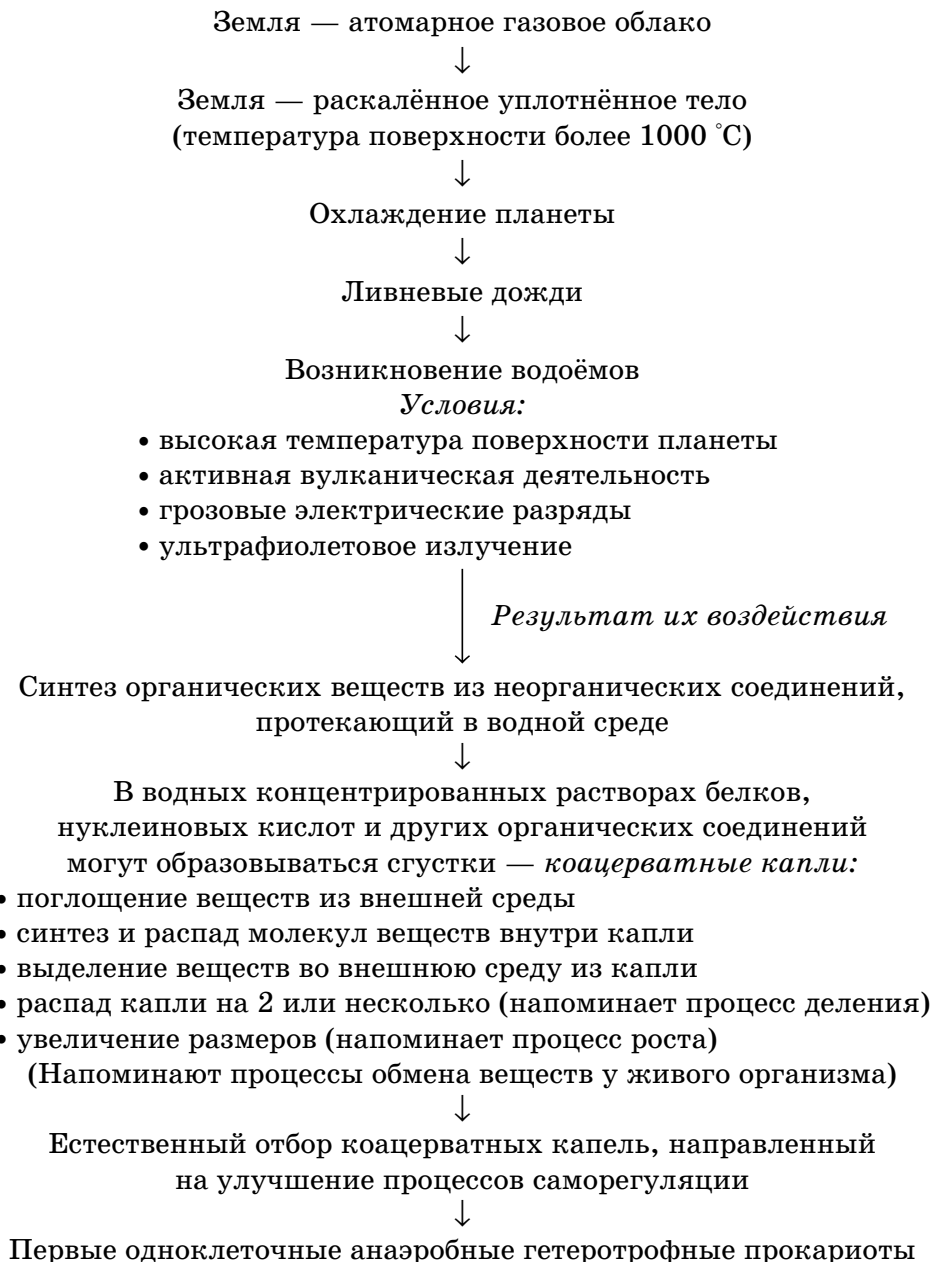 Земля — атомарное газовое облако
↓
Земля — раскалённое уплотнённое тело
(температура поверхности более 1000 °С)
↓
Охлаждение планеты
↓
Ливневые дожди
↓
Возникновение водоёмов
Условия:
• высокая температура поверхности планеты
• активная вулканическая деятельность
• грозовые электрические разряды
• ультрафиолетовое излучение
Результат их воздействия
↓
Синтез органических веществ из неорганических соединений,
протекающий в водной среде
↓
В водных концентрированных растворах белков,
нуклеиновых кислот и других органических соединений
могут образовываться сгустки — коацерватные капли:
• поглощение веществ из внешней среды
• синтез и распад молекул веществ внутри капли
• выделение веществ во внешнюю среду из капли
• распад капли на 2 или несколько (напоминает процесс деления)
• увеличение размеров (напоминает процесс роста)
(Напоминают процессы обмена веществ у живого организма)
↓
Естественный отбор коацерватных капель, направленный
на улучшение процессов саморегуляции
↓
Первые одноклеточные анаэробные гетеротрофные прокариоты